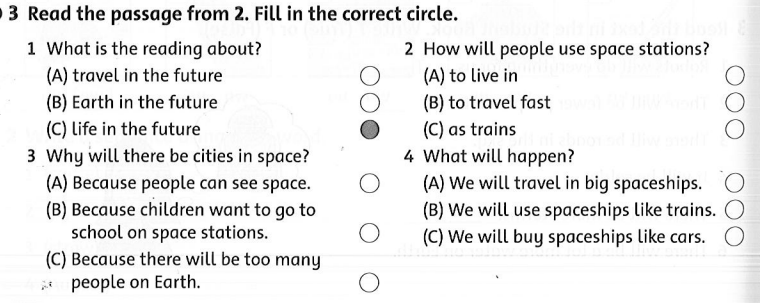 3 Read the passage from 2. Fill in the correct circle.
1 What is the reading about?
(A) travel in the future
(B) Earth in the future
(C) life in the future
2 How will people use space stations?
(A) to live in
(B) to travel fast
(C) as trains
3 Why will there be cities in space?
(A) Because people can see space.
(B) Because children want to go to
school on space stations.
(C) Because there will be too many
people on Earth.
4 What will happen?
(A) We will travel in big spaceships.
(B) We will use spaceships like trains.
(C) We will buy spaceships like cars.